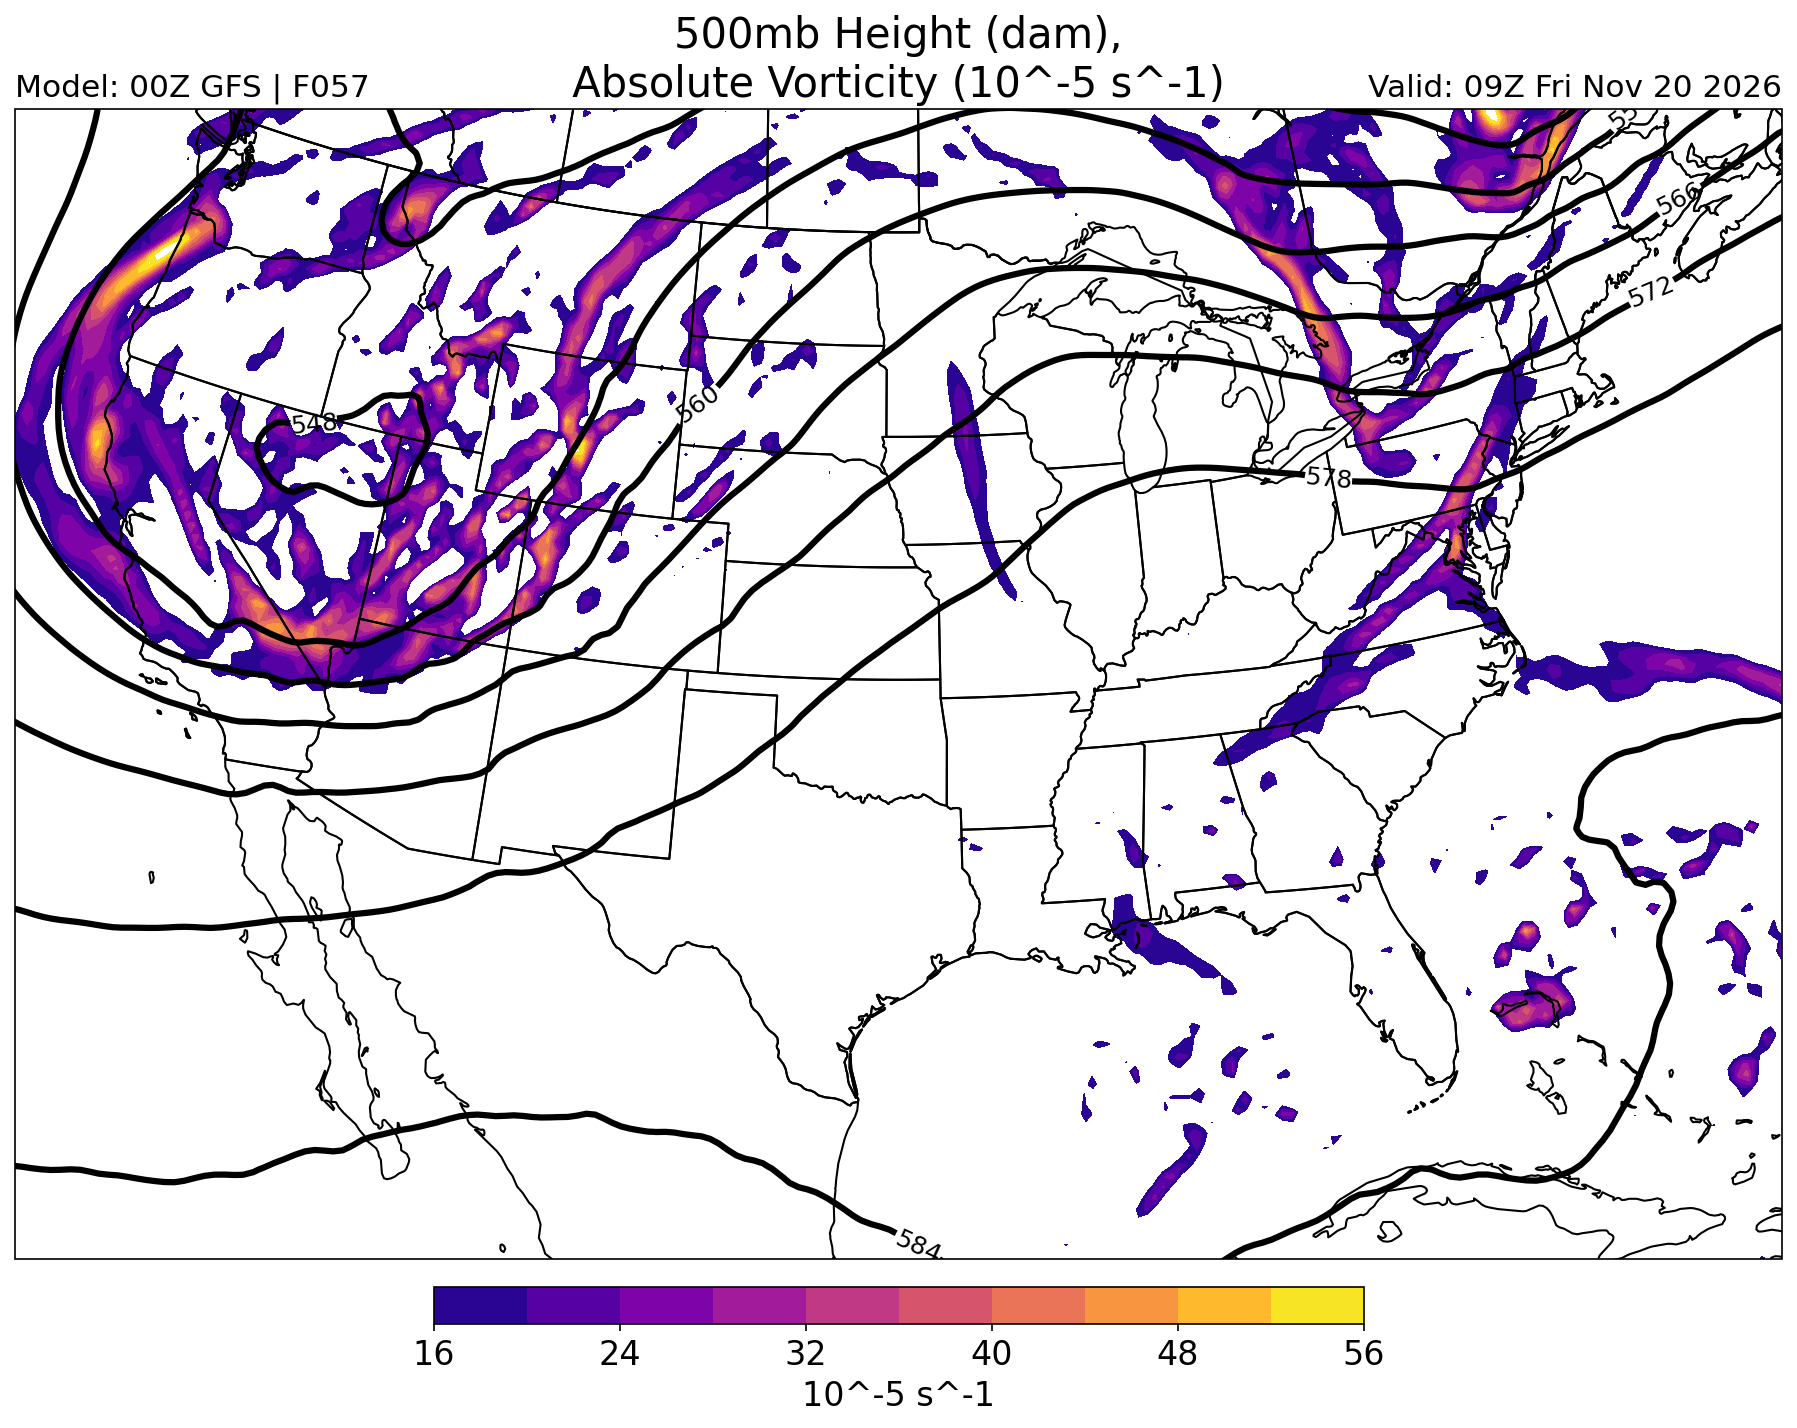 500mb Height (dam),
Model: 00Z GFS | F057
Absolute Vorticity (10^-5 s^-1)
Valid: 09Z Fri Nov 20 2026
566
572
548
560
578
584
16 24 32 40 48 56
10^-5 s^-1